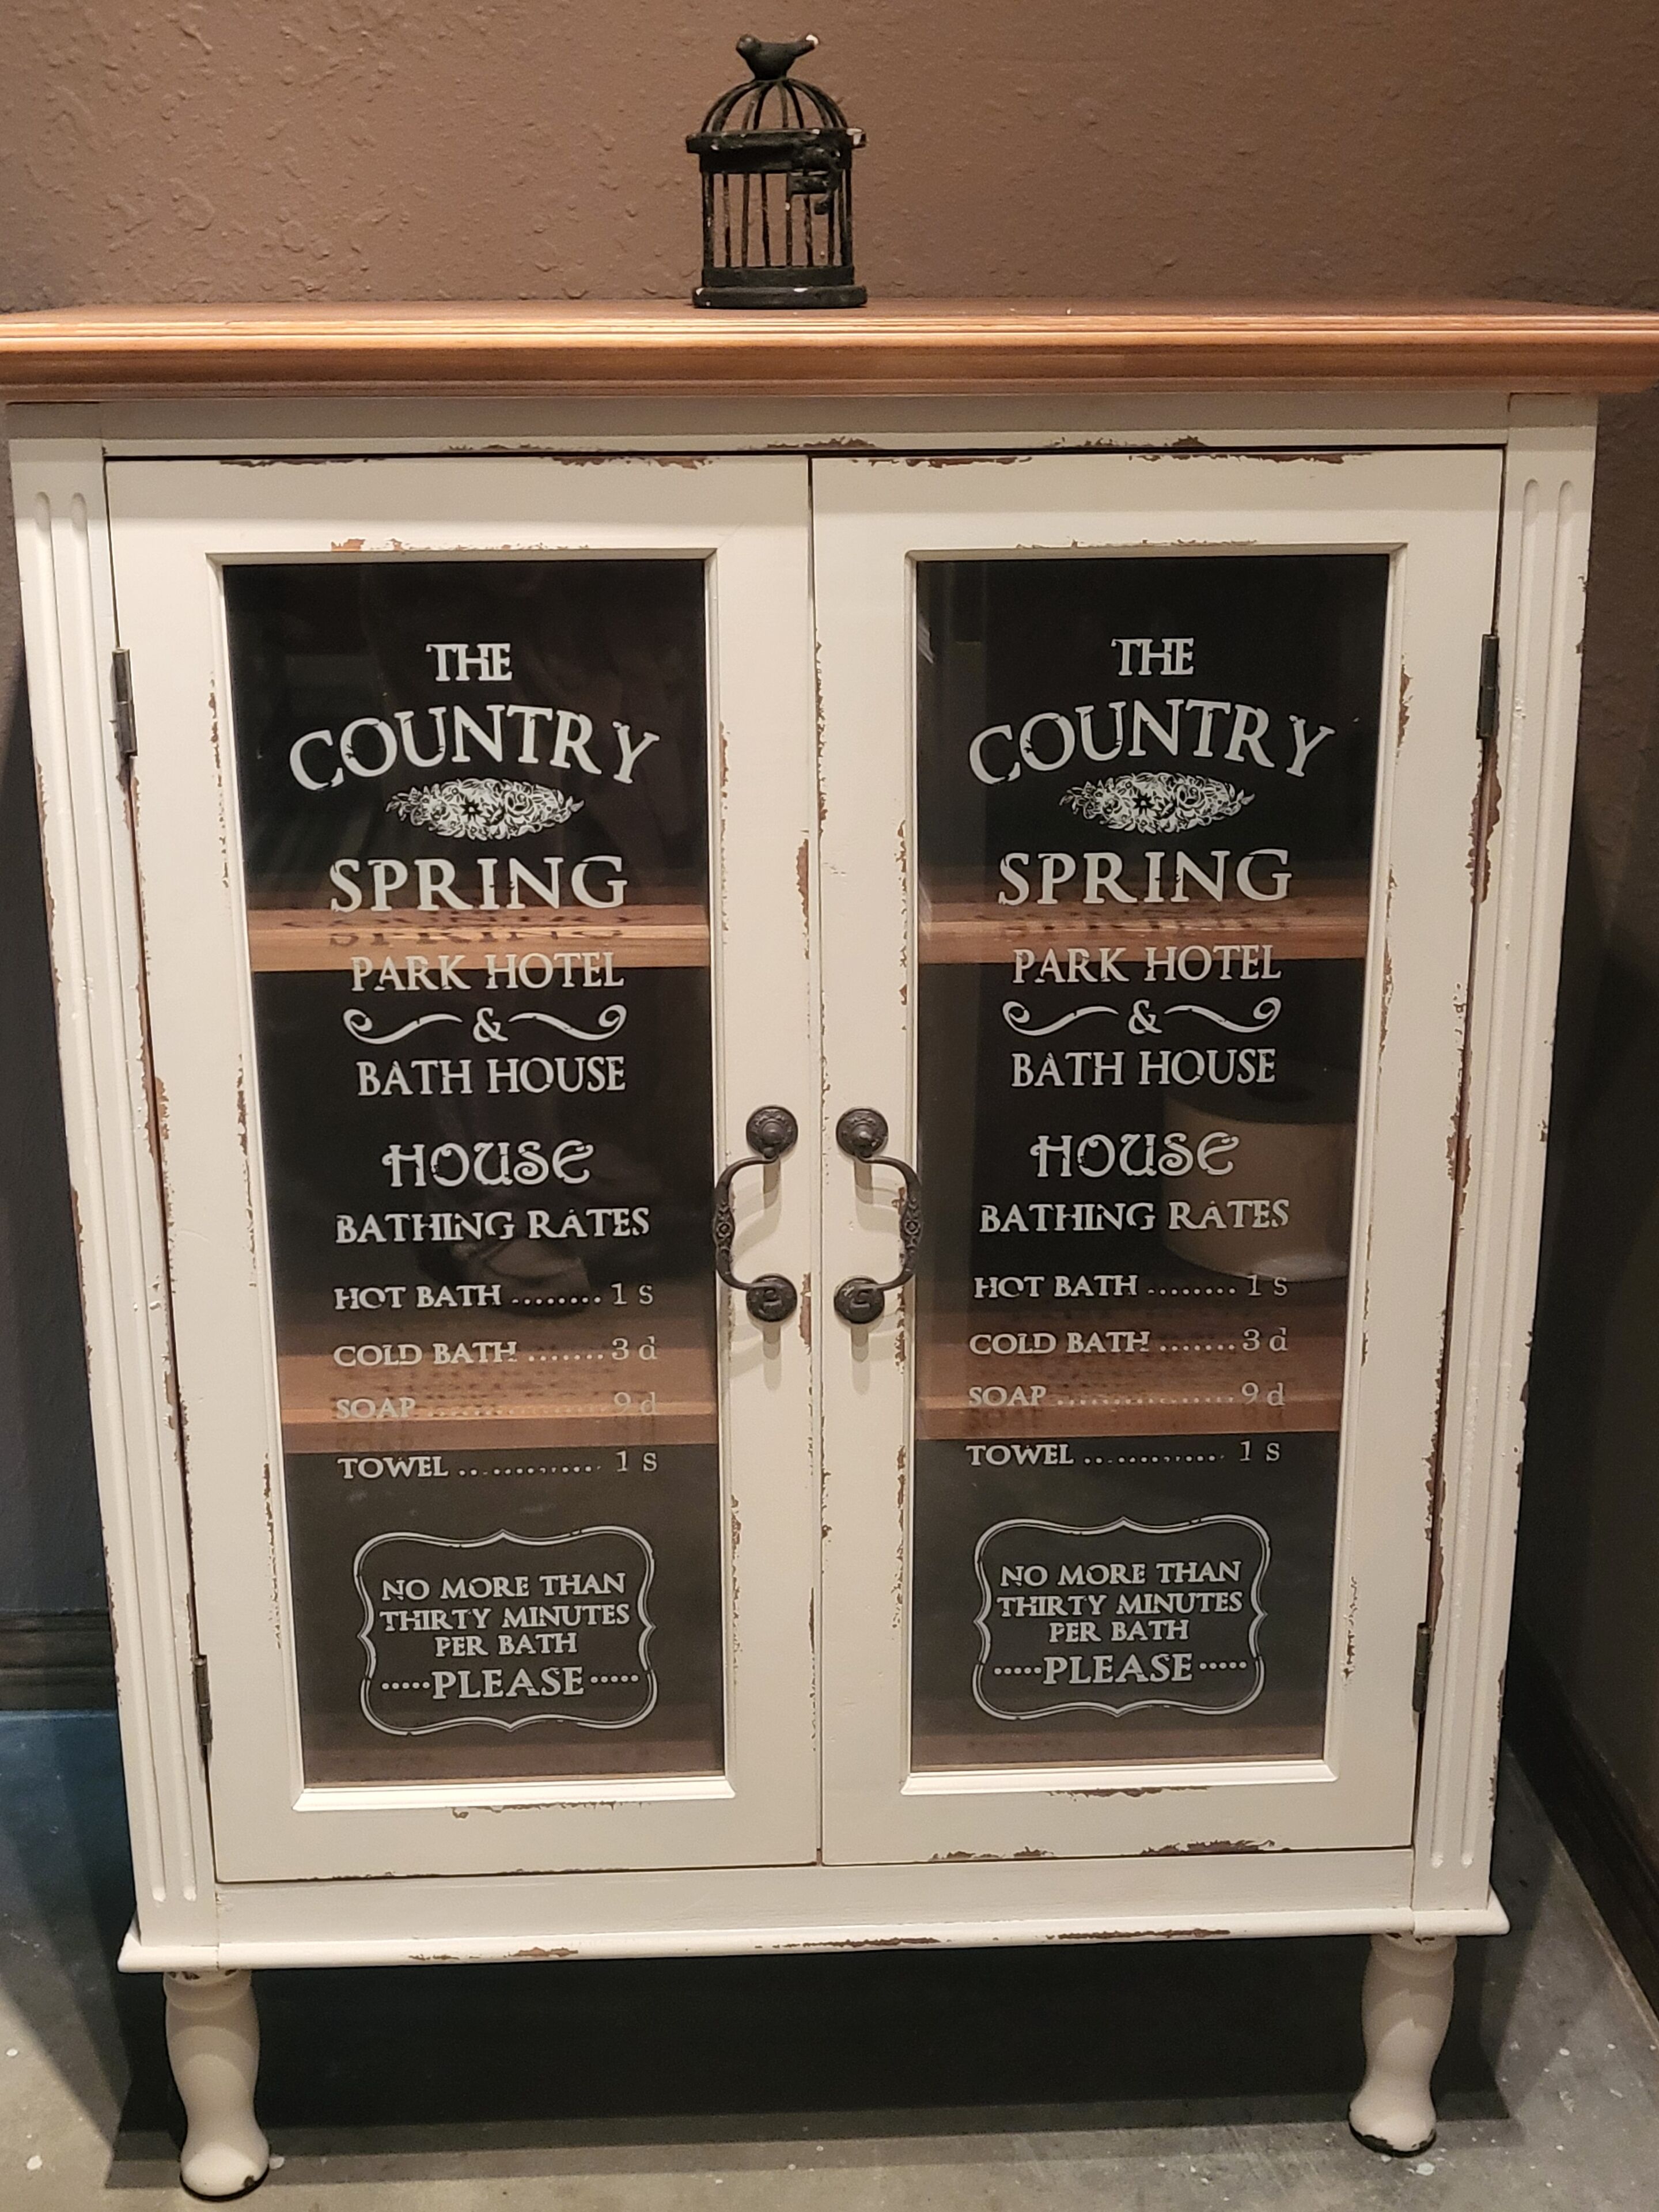 THE
COUNTRY
SPRING
PARK HOTEL
&
BATH HOUSE
HOUSE
BATHING RATES
HOT BATH ........ 1 s
COLD BATH ....... 3 d
SOAP ................. 9 d
TOWEL .............. 1 s
NO MORE THAN
THIRTY MINUTES
PER BATH
·····PLEASE·····
THE
COUNTRY
SPRING
PARK HOTEL
&
BATH HOUSE
HOUSE
BATHING RATES
HOT BATH ........ 1 s
COLD BATH ....... 3 d
SOAP ................. 9 d
TOWEL .............. 1 s
NO MORE THAN
THIRTY MINUTES
PER BATH
·····PLEASE·····